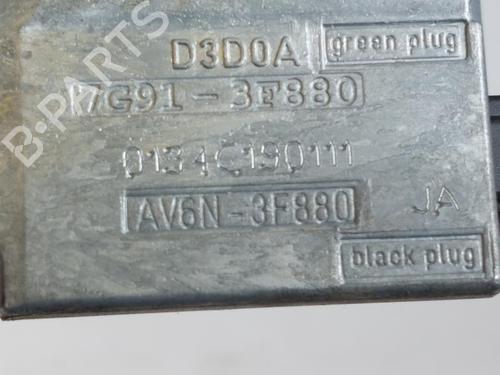 D3D0A
green plug
7G91-3F880
0134C190111
AV6N-3F880
JA
black plug
B-PARTS